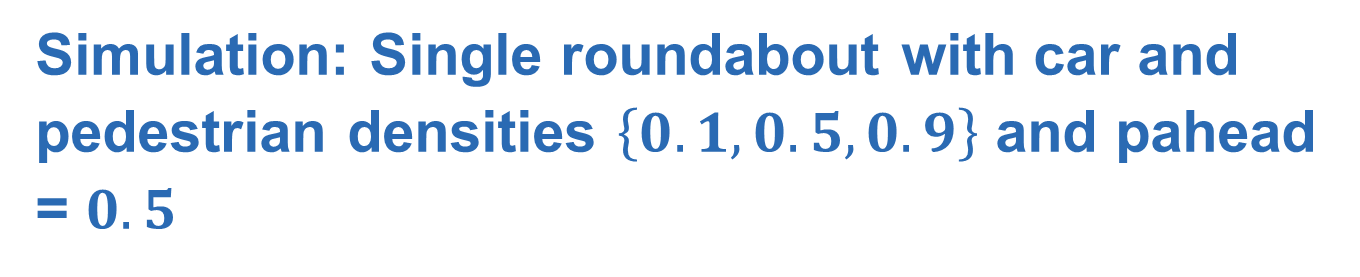 Simulation: Single roundabout with car and
pedestrian densities {0.1,0.5,0.9} and pahead
= 0.5